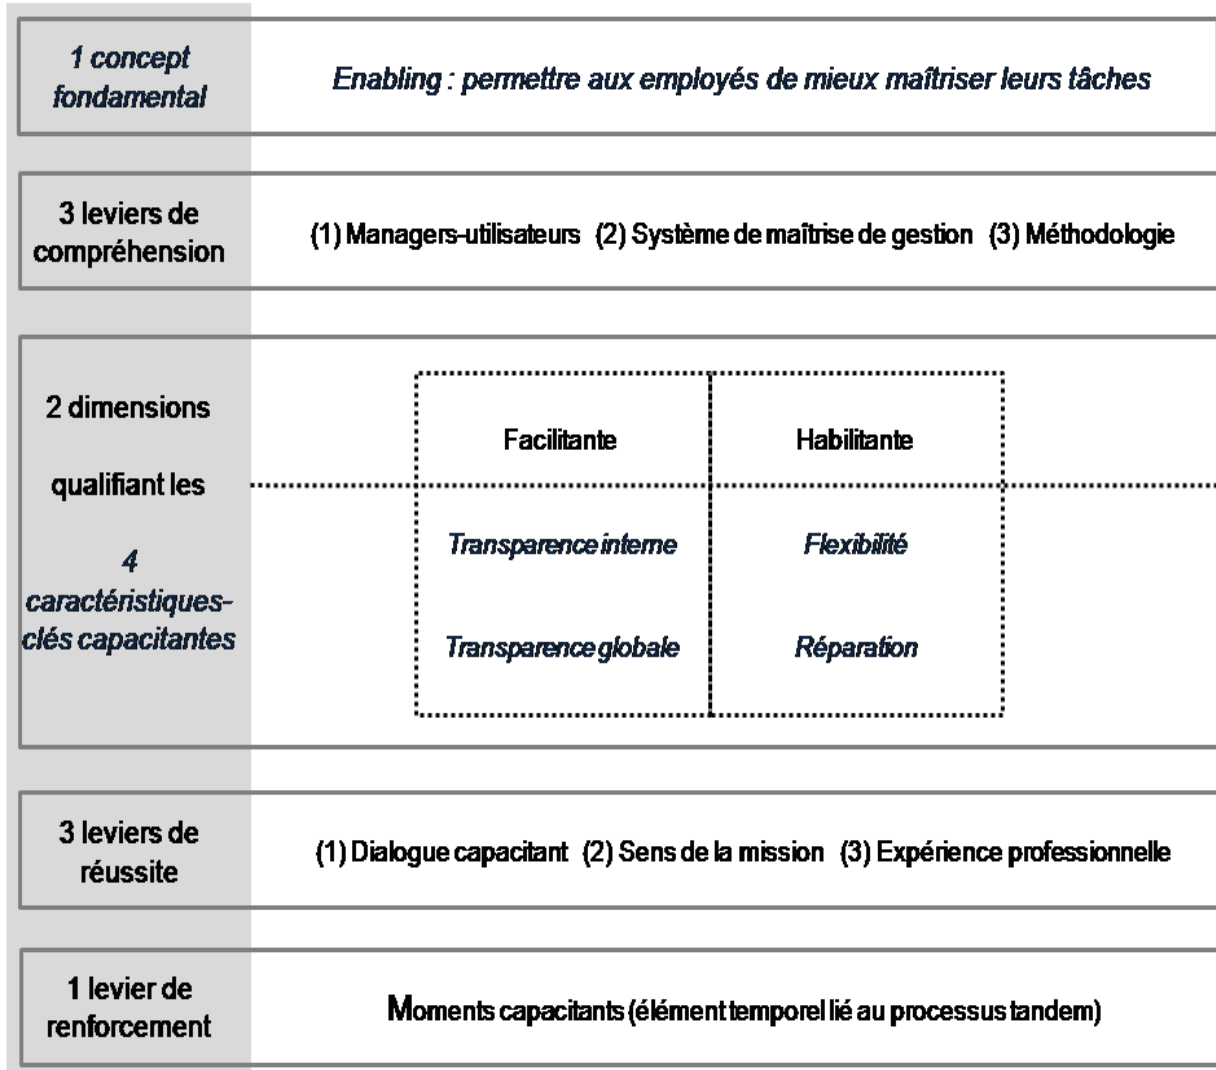 1 concept
fondamental
Enabling : permettre aux employés de mieux maîtriser leurs tâches
3 leviers de
compréhension
(1) Managers-utilisateurs (2) Système de maîtrise de gestion (3) Méthodologie
2 dimensions
qualifiant les
4
caractéristiques-
clés capacitantes
Facilitante
Habilitante
Transparence interne
Flexibilité
Transparence globale
Réparation
3 leviers de
réussite
(1) Dialogue capacitant (2) Sens de la mission (3) Expérience professionnelle
1 levier de
renforcement
Moments capacitants (élément temporel lié au processus tandem)